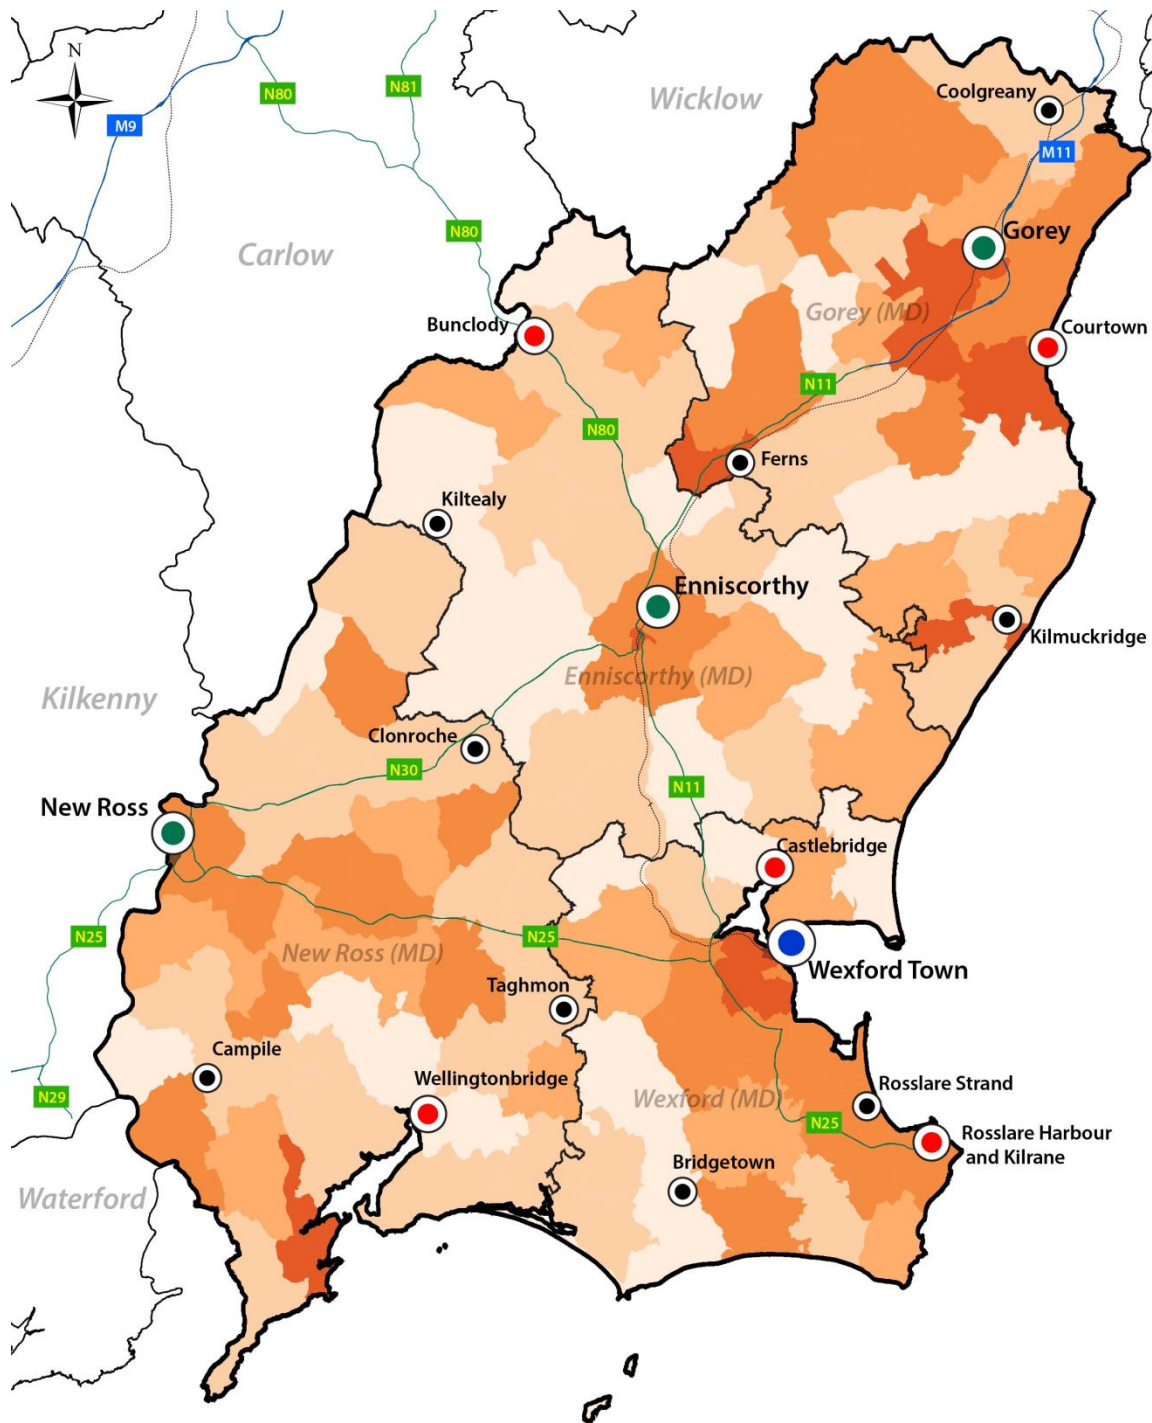 N
N80
N81
Wicklow
Coolgreany
M9
M11
N80
Carlow
Gorey
Gorey (MD)
Bunclody
Courtown
N11
N80
Ferns
Kiltealy
Enniscorthy
Kilmuckridge
Enniscorthy (MD)
Kilkenny
Clonroche
N30
N11
New Ross
Castlebridge
N25
N25
New Ross (MD)
Wexford Town
Taghmon
Campile
Wellingtonbridge
Rosslare Strand
N29
Wexford (MD)
N25
Rosslare Harbour
and Kilrane
Bridgetown
Waterford